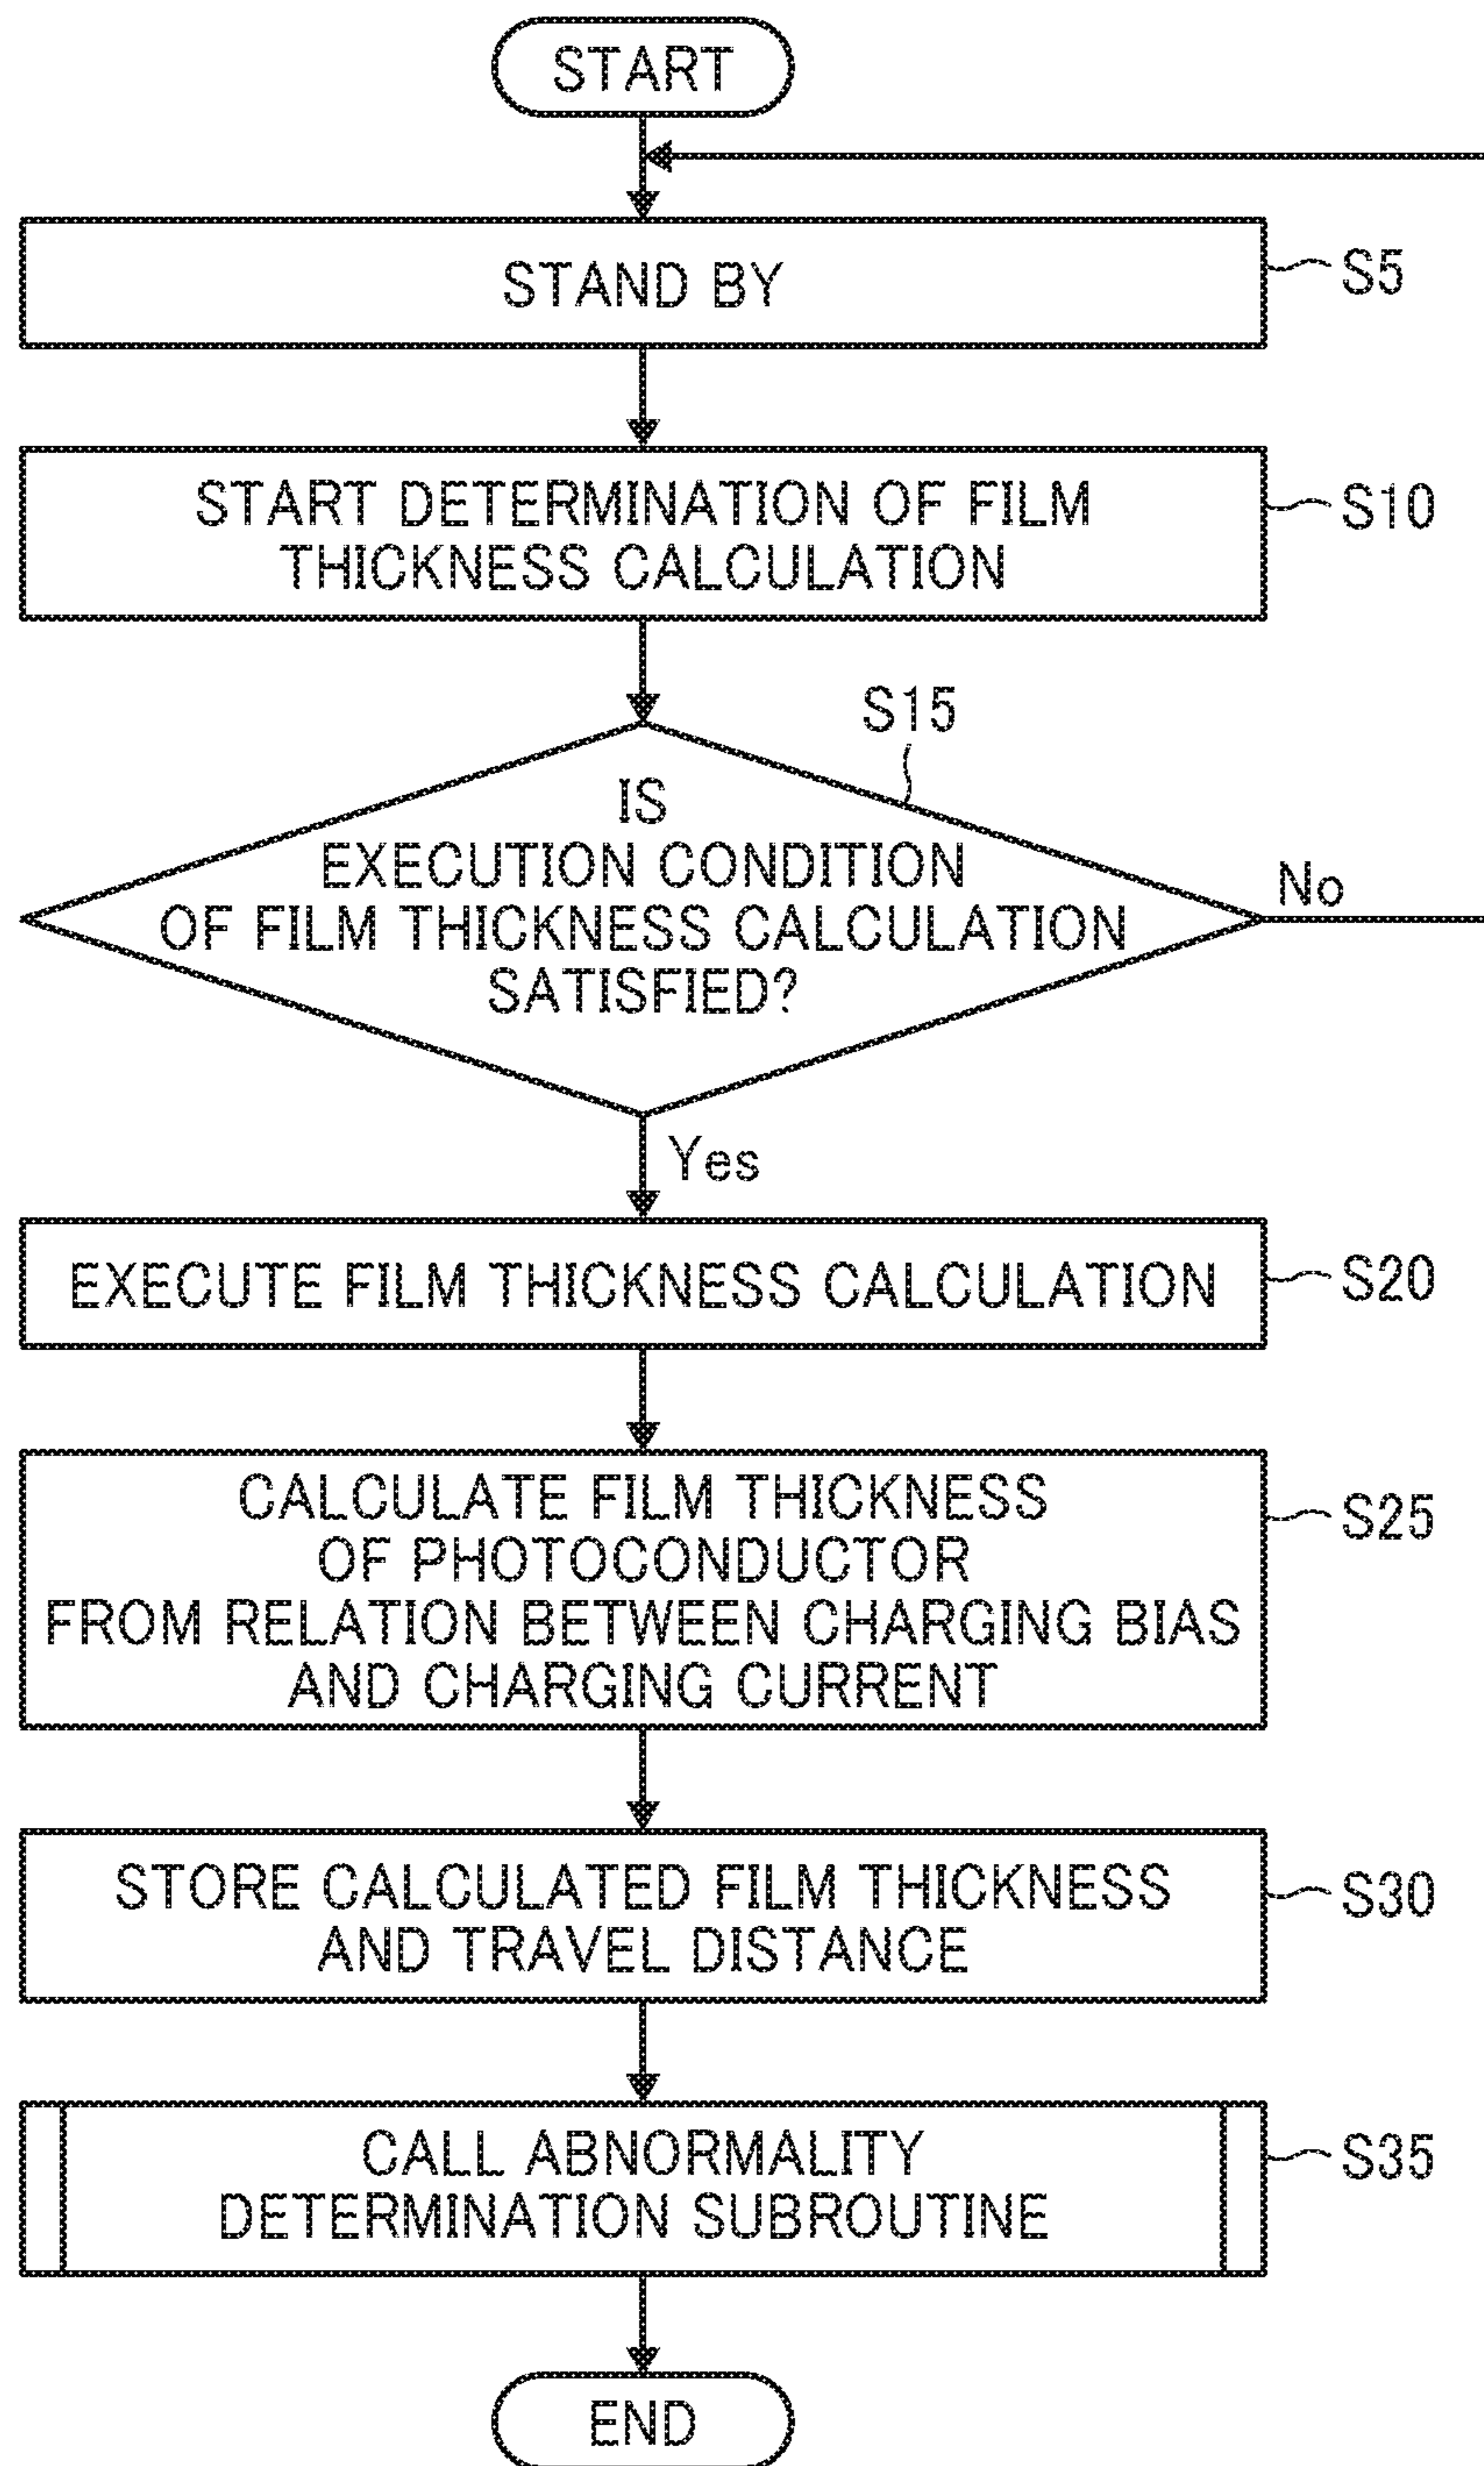 START
STAND BY
S5
START DETERMINATION OF FILM
THICKNESS CALCULATION
S10
S15
IS
EXECUTION CONDITION
OF FILM THICKNESS CALCULATION
SATISFIED?
No
Yes
EXECUTE FILM THICKNESS CALCULATION
S20
CALCULATE FILM THICKNESS
OF PHOTOCONDUCTOR
FROM RELATION BETWEEN CHARGING BIAS
AND CHARGING CURRENT
S25
STORE CALCULATED FILM THICKNESS
AND TRAVEL DISTANCE
S30
CALL ABNORMALITY
DETERMINATION SUBROUTINE
S35
END